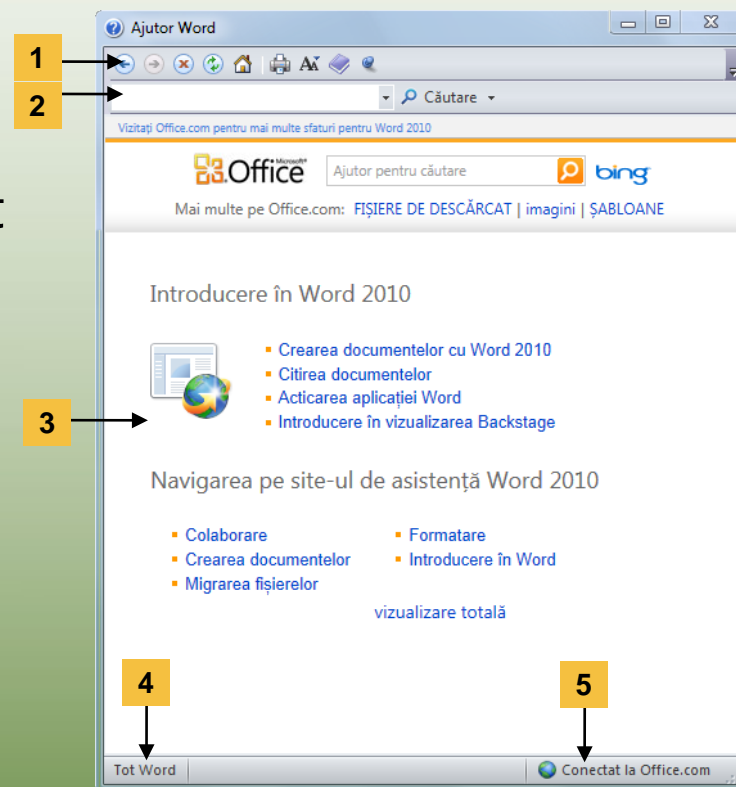 Ajutor Word
1
2
Căutare
Vizitați Office.com pentru mai multe sfaturi pentru Word 2010
Microsoft® Office Ajutor pentru căutare bing
Mai multe pe Office.com: FIȘIERE DE DESCĂRCAT | imagini | ȘABLOANE
Introducere în Word 2010
Crearea documentelor cu Word 2010
Citirea documentelor
Acticarea aplicației Word
3
Introducere în vizualizarea Backstage
Navigarea pe site-ul de asistență Word 2010
Colaborare
Formatare
Crearea documentelor
Introducere în Word
Migrarea fișierelor
vizualizare totală
4
5
Tot Word
Conectat la Office.com